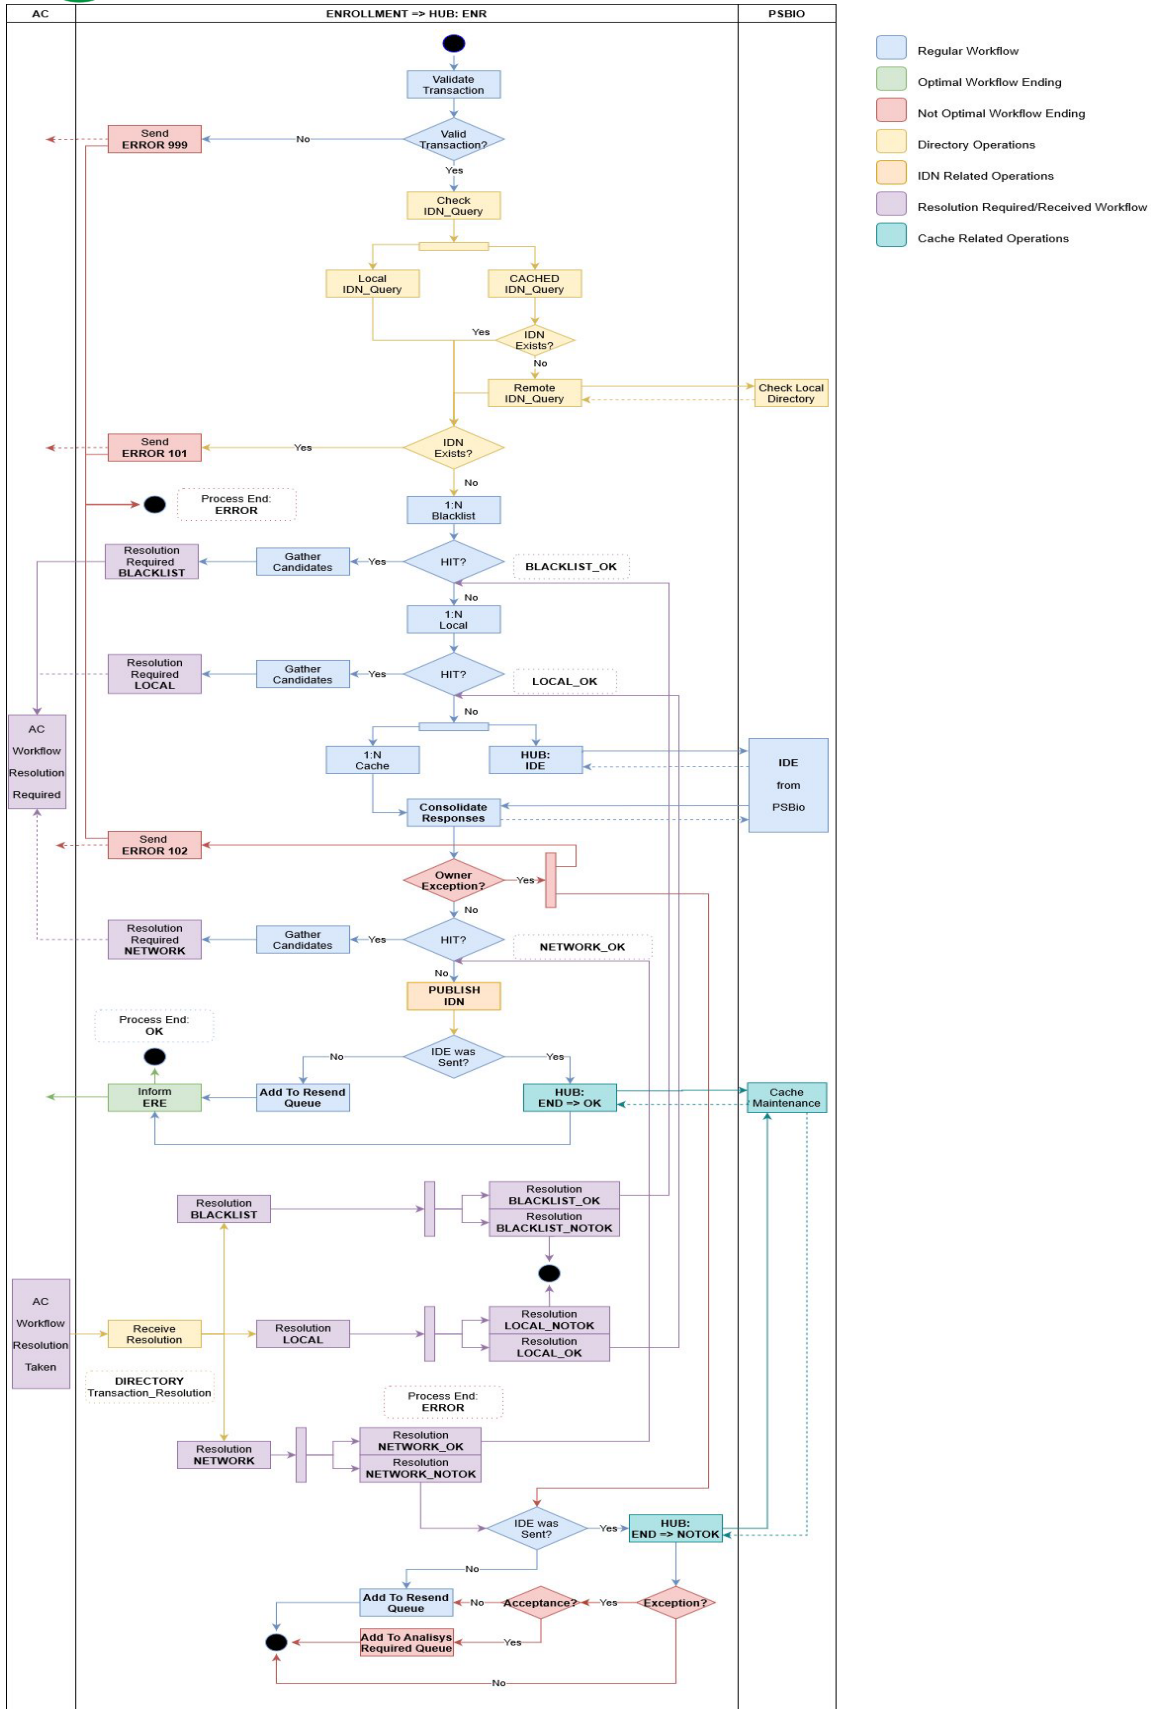 AC
ENROLLMENT => HUB: ENR
PSBIO
Regular Workflow
Optimal Workflow Ending
Not Optimal Workflow Ending
Directory Operations
IDN Related Operations
Resolution Required/Received Workflow
Cache Related Operations
Validate
Transaction
Send
ERROR 999
No
Valid
Transaction?
Yes
Check
IDN_Query
Local
IDN_Query
CACHED
IDN_Query
Yes
IDN
Exists?
No
Remote
IDN_Query
Check Local
Directory
Send
ERROR 101
Yes
IDN
Exists?
No
Process End:
ERROR
1:N
Blacklist
Resolution
Required
BLACKLIST
Gather
Candidates
Yes
HIT?
BLACKLIST_OK
No
1:N
Local
Resolution
Required
LOCAL
Gather
Candidates
Yes
HIT?
LOCAL_OK
No
AC
Workflow
Resolution
Required
1:N
Cache
HUB:
IDE
IDE
from
PSBio
Consolidate
Responses
Send
ERROR 102
Owner
Exception?
Yes
No
Resolution
Required
NETWORK
Gather
Candidates
Yes
HIT?
NETWORK_OK
No
PUBLISH
IDN
Process End:
OK
No
IDE was
Sent?
Yes
Inform
ERE
Add To Resend
Queue
HUB:
END => OK
Cache
Maintenance
Resolution
BLACKLIST
Resolution
BLACKLIST_OK
Resolution
BLACKLIST_NOTOK
AC
Workflow
Resolution
Taken
Receive
Resolution
Resolution
LOCAL
Resolution
LOCAL_NOTOK
Resolution
LOCAL_OK
DIRECTORY
Transaction_Resolution
Process End:
ERROR
Resolution
NETWORK
Resolution
NETWORK_OK
Resolution
NETWORK_NOTOK
IDE was
Sent?
Yes
HUB:
END => NOTOK
No
Add To Resend
Queue
No
Acceptance?
Yes
Exception?
Add To Analisys
Required Queue
Yes
No